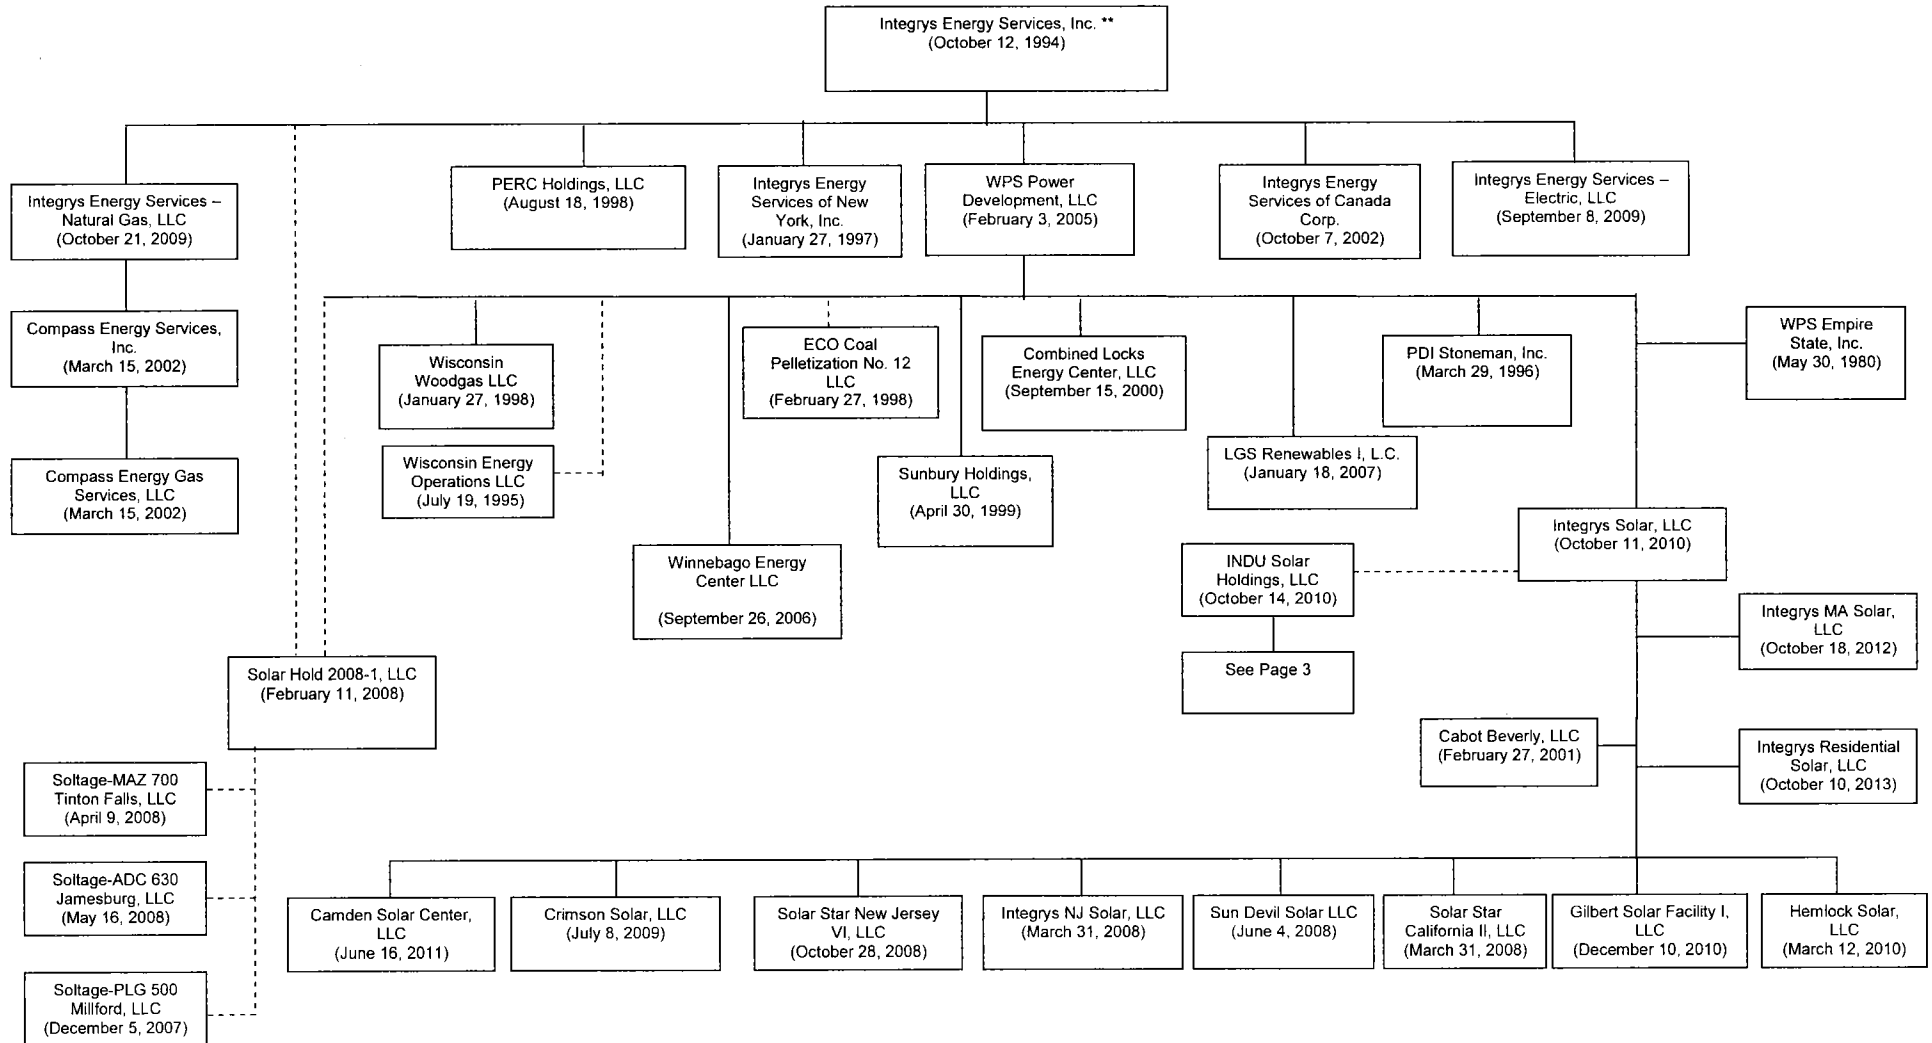 Integrys Energy Services, Inc. **
(October 12, 1994)
Integrys Energy Services –
Natural Gas, LLC
(October 21, 2009)
PERC Holdings, LLC
(August 18, 1998)
Integrys Energy
Services of New
York, Inc.
(January 27, 1997)
WPS Power
Development, LLC
(February 3, 2005)
Integrys Energy
Services of Canada
Corp.
(October 7, 2002)
Integrys Energy Services –
Electric, LLC
(September 8, 2009)
Compass Energy Services,
Inc.
(March 15, 2002)
Wisconsin
Woodgas LLC
(January 27, 1998)
ECO Coal
Pelletization No. 12
LLC
(February 27, 1998)
Combined Locks
Energy Center, LLC
(September 15, 2000)
PDI Stoneman, Inc.
(March 29, 1996)
WPS Empire
State, Inc.
(May 30, 1980)
Compass Energy Gas
Services, LLC
(March 15, 2002)
Wisconsin Energy
Operations LLC
(July 19, 1995)
Sunbury Holdings,
LLC
(April 30, 1999)
LGS Renewables I, L.C.
(January 18, 2007)
Integrys Solar, LLC
(October 11, 2010)
Winnebago Energy
Center LLC
(September 26, 2006)
INDU Solar
Holdings, LLC
(October 14, 2010)
Integrys MA Solar,
LLC
(October 18, 2012)
See Page 3
Solar Hold 2008-1, LLC
(February 11, 2008)
Cabot Beverly, LLC
(February 27, 2001)
Integrys Residential
Solar, LLC
(October 10, 2013)
Soltage-MAZ 700
Tinton Falls, LLC
(April 9, 2008)
Soltage-ADC 630
Jamesburg, LLC
(May 16, 2008)
Soltage-PLG 500
Millford, LLC
(December 5, 2007)
Camden Solar Center,
LLC
(June 16, 2011)
Crimson Solar, LLC
(July 8, 2009)
Solar Star New Jersey
VI, LLC
(October 28, 2008)
Integrys NJ Solar, LLC
(March 31, 2008)
Sun Devil Solar LLC
(June 4, 2008)
Solar Star
California II, LLC
(March 31, 2008)
Gilbert Solar Facility I,
LLC
(December 10, 2010)
Hemlock Solar,
LLC
(March 12, 2010)